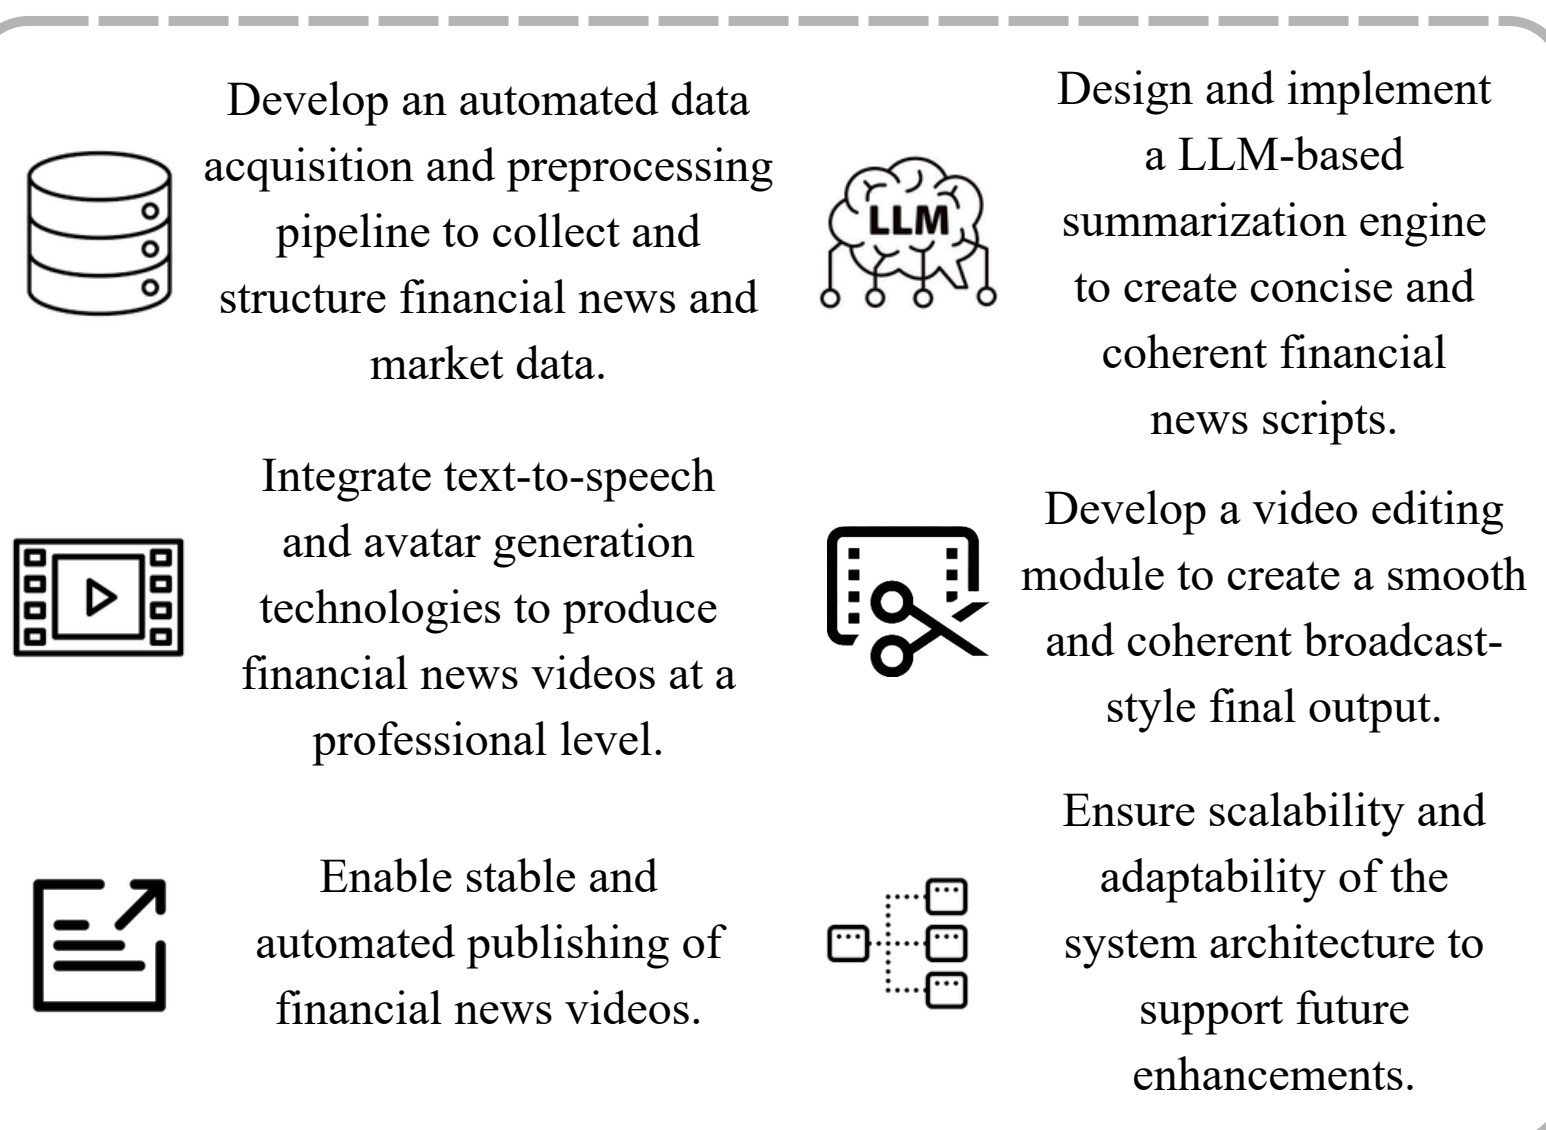 Develop an automated data
acquisition and preprocessing
pipeline to collect and
structure financial news and
market data.
LLM
Design and implement
a LLM-based
summarization engine
to create concise and
coherent financial
news scripts.
Integrate text-to-speech
and avatar generation
technologies to produce
financial news videos at a
professional level.
Develop a video editing
module to create a smooth
and coherent broadcast-
style final output.
Enable stable and
automated publishing of
financial news videos.
Ensure scalability and
adaptability of the
system architecture to
support future
enhancements.